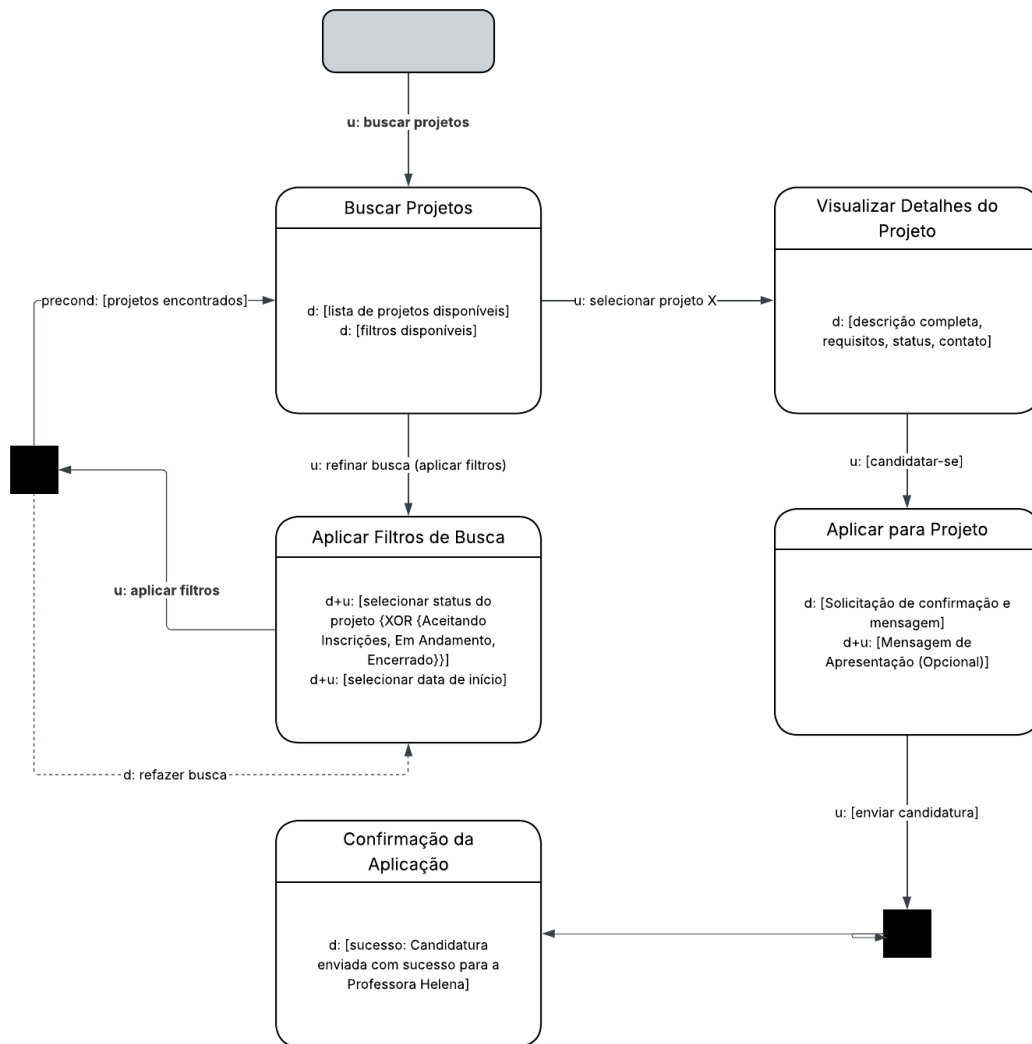 u: buscar projetos
Buscar Projetos
d: [lista de projetos disponíveis]
d: [filtros disponíveis]
Visualizar Detalhes do
Projeto
d: [descrição completa,
requisitos, status, contato]
precond: [projetos encontrados]
u: selecionar projeto X
u: refinar busca (aplicar filtros)
u: [candidatar-se]
Aplicar Filtros de Busca
d+u: [selecionar status do
projeto {XOR {Aceitando
Inscrições, Em Andamento,
Encerrado}}]
d+u: [selecionar data de início]
Aplicar para Projeto
d: [Solicitação de confirmação e
mensagem]
d+u: [Mensagem de
Apresentação (Opcional)]
u: aplicar filtros
d: refazer busca
u: [enviar candidatura]
Confirmação da
Aplicação
d: [sucesso: Candidatura
enviada com sucesso para a
Professora Helena]